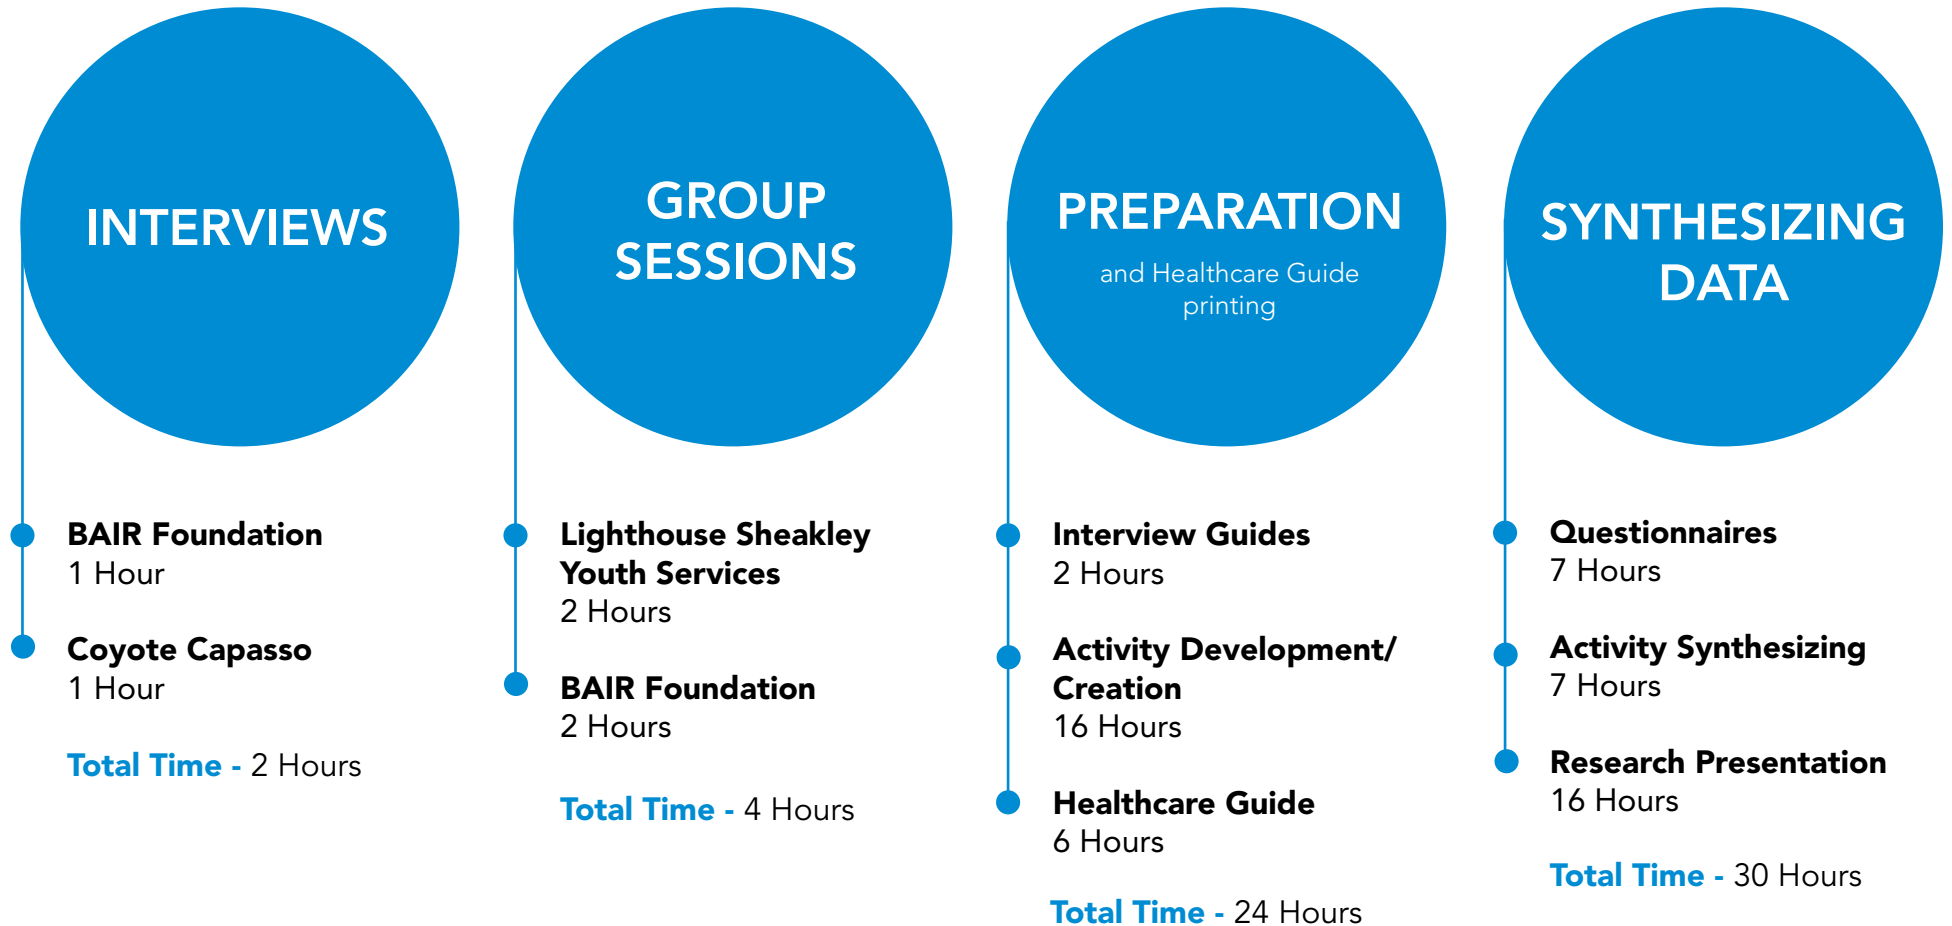 INTERVIEWS
BAIR Foundation
1 Hour
Coyote Capasso
1 Hour
Total Time - 2 Hours
GROUP
SESSIONS
Lighthouse Sheakley
Youth Services
2 Hours
BAIR Foundation
2 Hours
Total Time - 4 Hours
PREPARATION
and Healthcare Guide
printing
Interview Guides
2 Hours
Activity Development/
Creation
16 Hours
Healthcare Guide
6 Hours
Total Time - 24 Hours
SYNTHESIZING
DATA
Questionnaires
7 Hours
Activity Synthesizing
7 Hours
Research Presentation
16 Hours
Total Time - 30 Hours